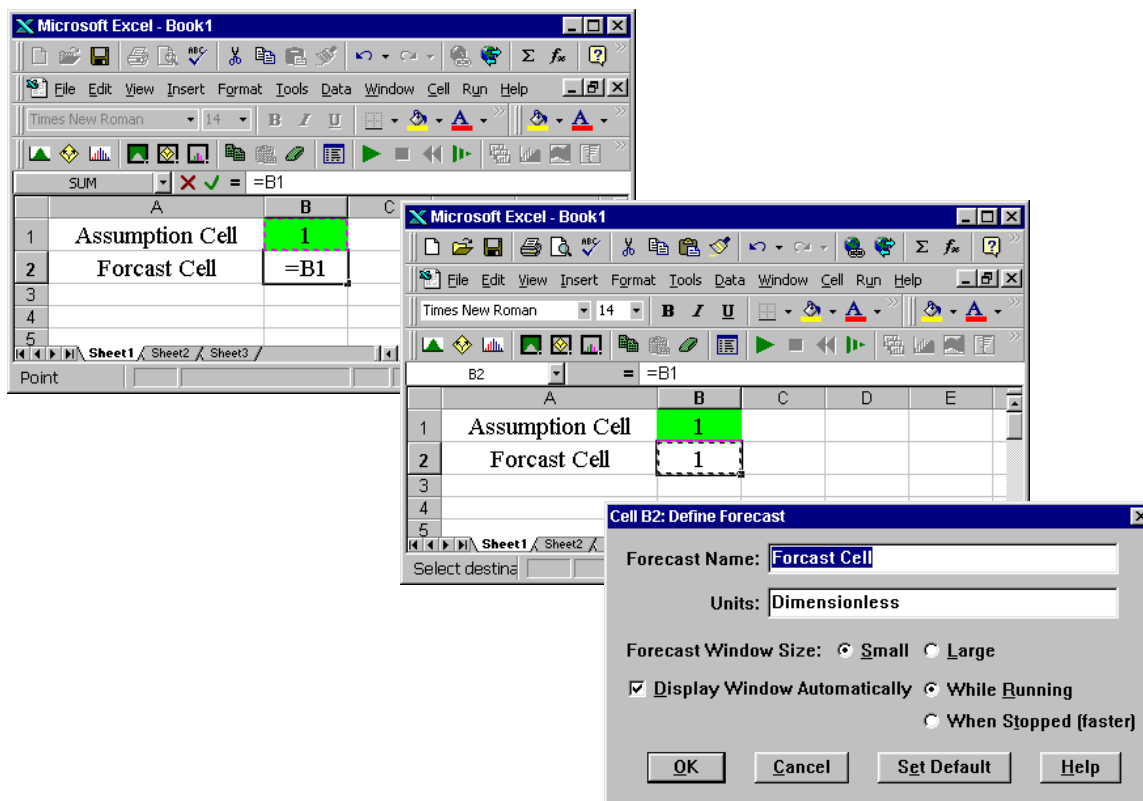 Microsoft Excel - Book1
ABC
Σ fx ?
File Edit View Insert Format Tools Data Window Cell Run Help
Times New Roman 14 B I U A A
SUM = =B1
A B C
1 Assumption Cell 1
2 Forcast Cell =B1
3
4
5
Sheet1 Sheet2 Sheet3
Point
Microsoft Excel - Book1
ABC
Σ fx ?
File Edit View Insert Format Tools Data Window Cell Run Help
Times New Roman 14 B I U A A
B2 = =B1
A B C D E
1 Assumption Cell 1
2 Forcast Cell 1
3
4
5
Sheet1 Sheet2
Select destina
Cell B2: Define Forecast
Forecast Name: Forcast Cell
Units: Dimensionless
Forecast Window Size: Small Large
Display Window Automatically While Running
When Stopped (faster)
OK Cancel Set Default Help